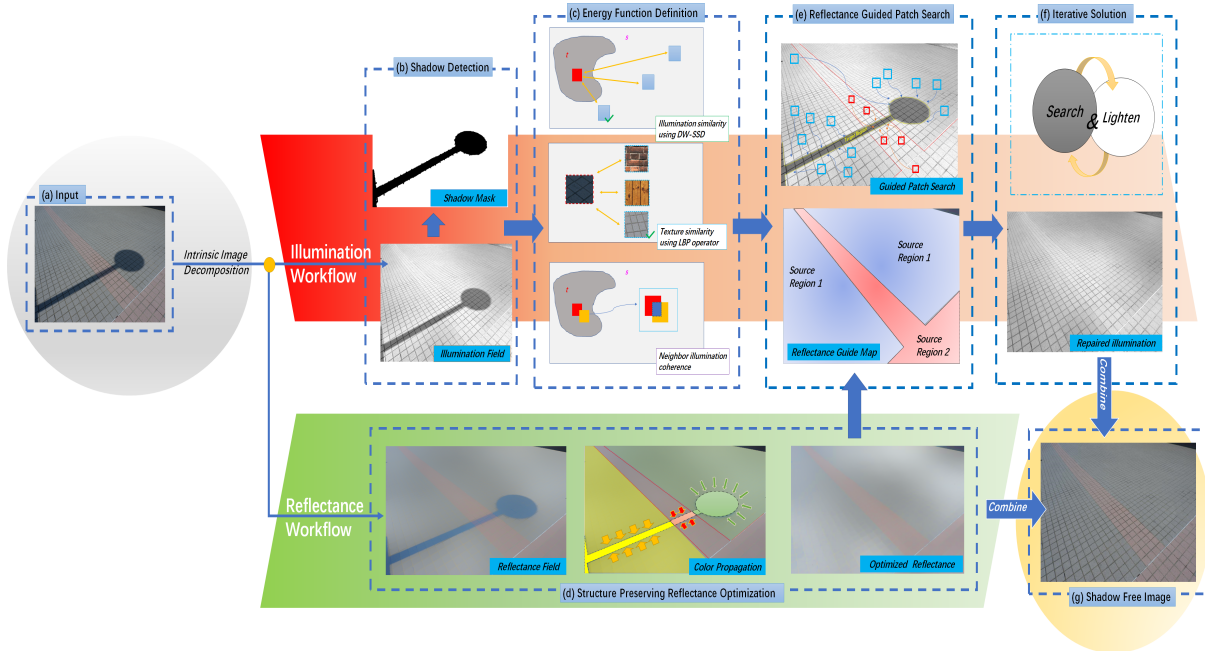 (a) Input
Intrinsic Image
Decomposition
Illumination
Workflow
(b) Shadow Detection
Shadow Mask
Illumination Field
(c) Energy Function Definition
t
s
Illumination similarity
using DW-SSD
Texture similarity
using LBP operator
t
s
Neighbor illumination
coherence
(e) Reflectance Guided Patch Search
Guided Patch Search
Source
Region 1
Source
Region 1
Source
Region 2
Reflectance Guide Map
(f) Iterative Solution
Search
&
Lighten
Repaired illumination
Combine
Reflectance
Workflow
Reflectance Field
Color Propagation
Optimized Reflectance
(d) Structure Preserving Reflectance Optimization
Combine
(g) Shadow Free Image